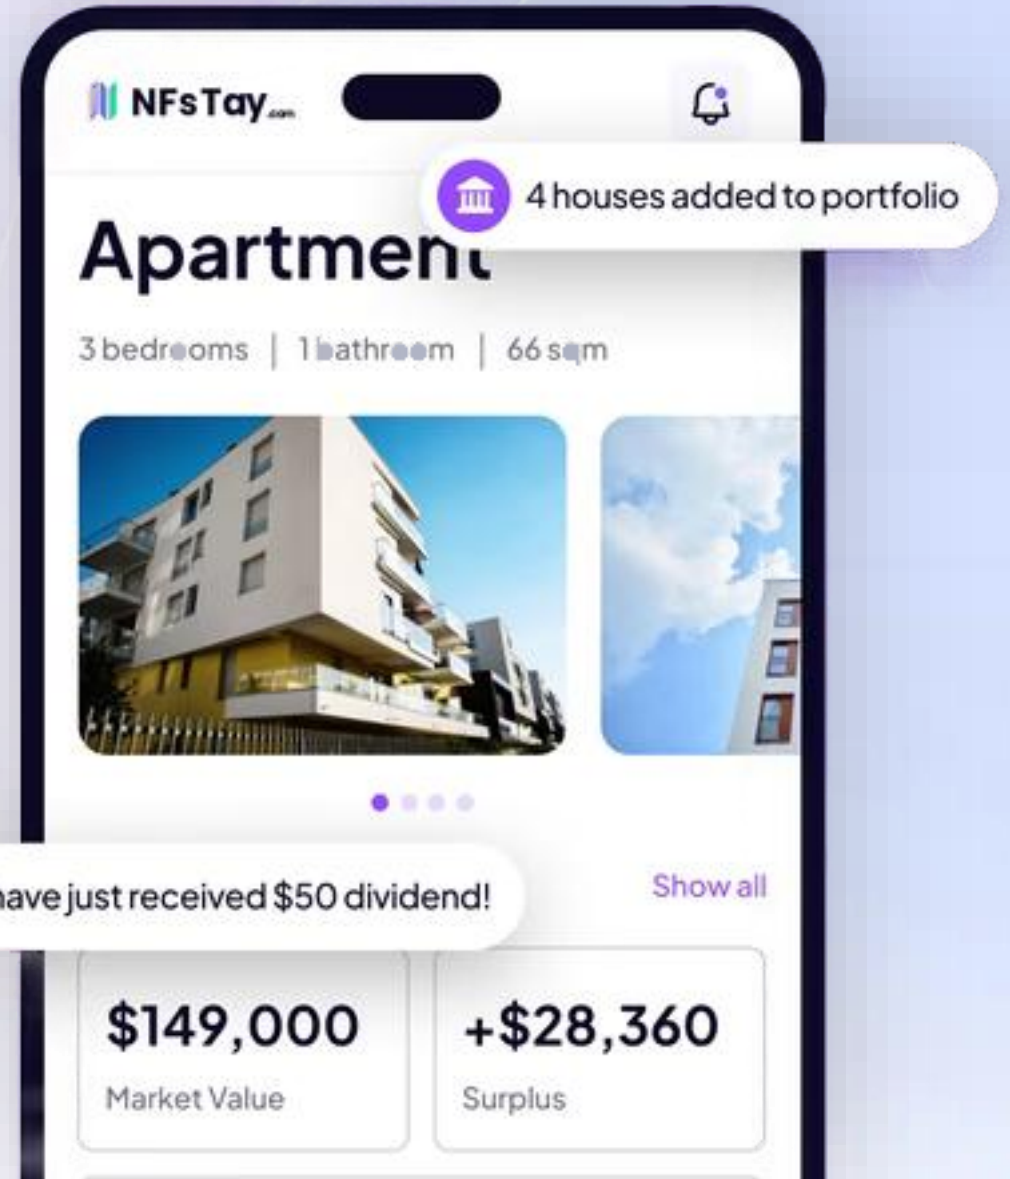 NFsTay.com
4 houses added to portfolio
Apartment
3 bedrooms | 1 bathroom | 66 sqm
have just received $50 dividend!
Show all
$149,000
Market Value
+$28,360
Surplus